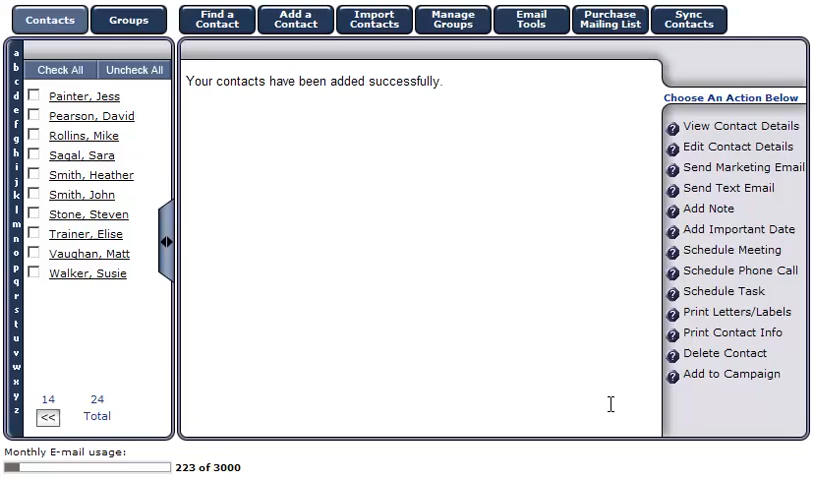 Contacts
Groups
Find a
Contact
Add a
Contact
Import
Contacts
Manage
Groups
Email
Tools
Purchase
Mailing List
Sync
Contacts
a
b
c
d
e
f
g
h
i
j
k
l
m
n
o
p
q
r
s
t
u
v
w
x
y
z
Check All
Uncheck All
Painter, Jess
Pearson, David
Rollins, Mike
Sagal, Sara
Smith, Heather
Smith, John
Stone, Steven
Trainer, Elise
Vaughan, Matt
Walker, Susie
14 24
<< Total
Your contacts have been added successfully.
Choose An Action Below
? View Contact Details
? Edit Contact Details
? Send Marketing Email
? Send Text Email
? Add Note
? Add Important Date
? Schedule Meeting
? Schedule Phone Call
? Schedule Task
? Print Letters/Labels
? Print Contact Info
? Delete Contact
? Add to Campaign
Monthly E-mail usage:
223 of 3000